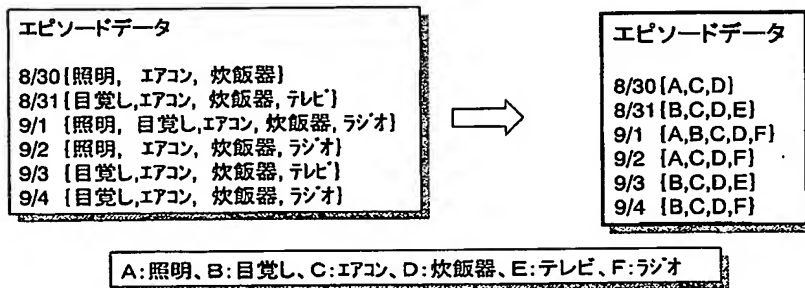 エピソードデータ
8/30{照明, エアコン, 炊飯器}
8/31{目覚し,エアコン, 炊飯器,テレビ}
9/1 {照明, 目覚し,エアコン,炊飯器,ラジオ}
9/2 {照明, エアコン, 炊飯器,ラジオ}
9/3 {目覚し,エアコン, 炊飯器,テレビ}
9/4 {目覚し,エアコン, 炊飯器,ラジオ}
エピソードデータ
8/30{A,C,D}
8/31{B,C,D,E}
9/1 {A,B,C,D,F}
9/2 {A,C,D,F}
9/3 {B,C,D,E}
9/4 {B,C,D,F}
A:照明、B:目覚し、C:エアコン、D:炊飯器、E:テレビ、F:ラジオ